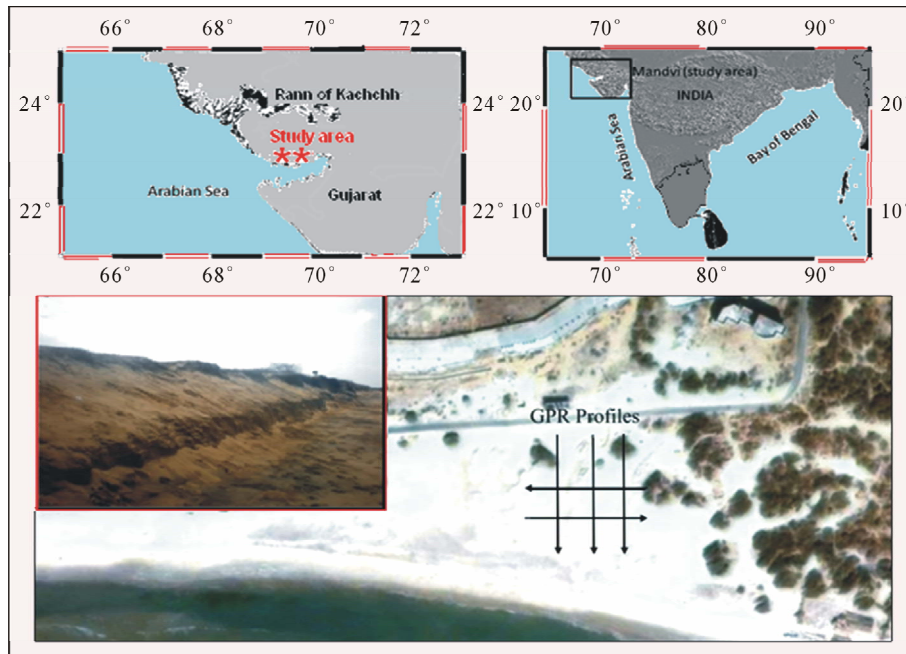 66° 68° 70° 72°
70° 80° 90°
24°
22°
Rann of Kachchh
Study area
**
Arabian Sea
Gujarat
24°
22°
20°
10°
Mandvi (study area)
INDIA
Arabian Sea
Bay of Bengal
20°
10°
66° 68° 70° 72°
70° 80° 90°
GPR Profiles